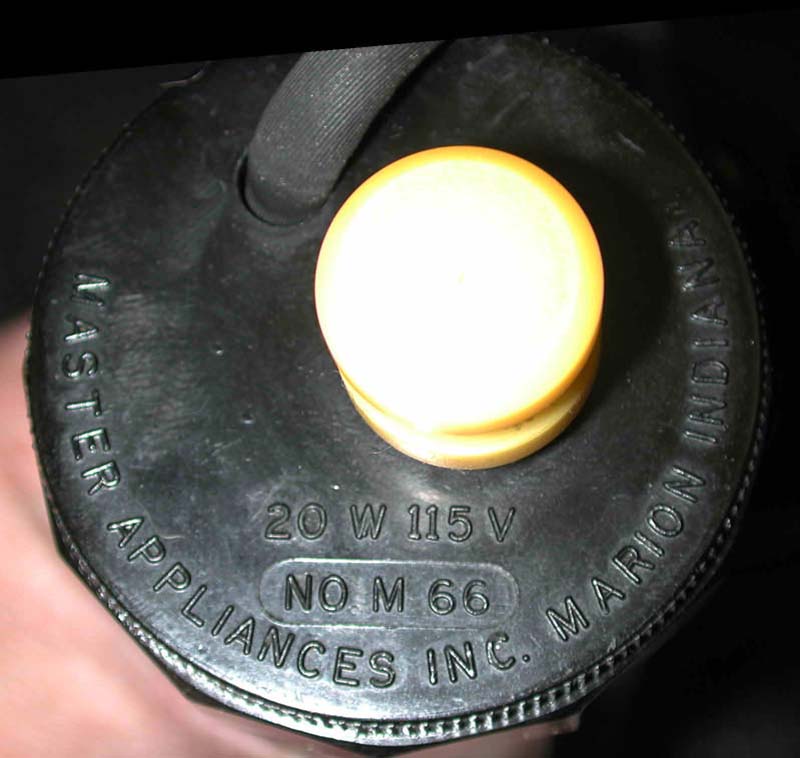 20 W 115 V
NO M 66
MASTER APPLIANCES INC. MARION INDIANA